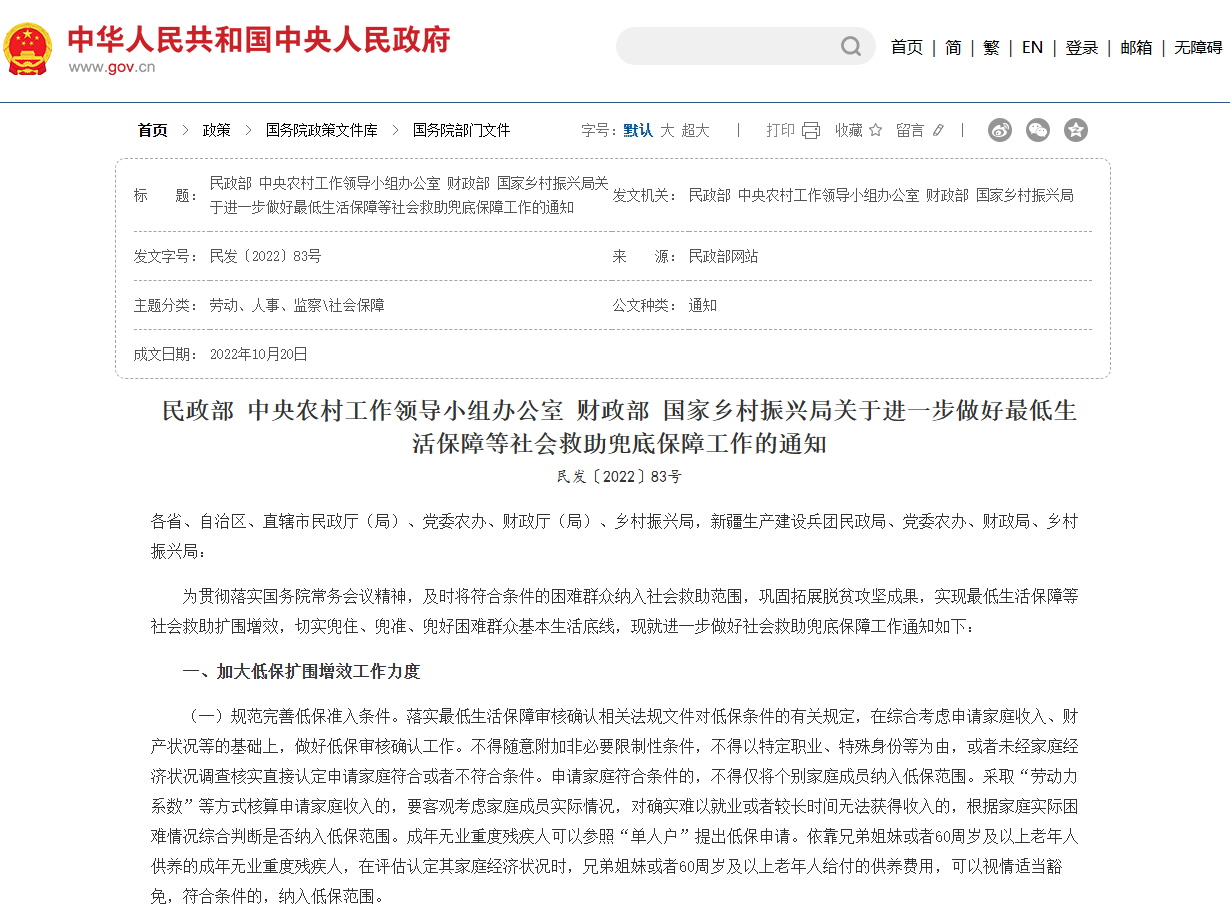 中华人民共和国中央人民政府
www.gov.cn
首页 | 简 | 繁 | EN | 登录 | 邮箱 | 无障碍
首页 > 政策 > 国务院政策文件库 > 国务院部门文件
字号：默认 大 超大 | 打印 收藏 留言 |
标 题：民政部 中央农村工作领导小组办公室 财政部 国家乡村振兴局关
于进一步做好最低生活保障等社会救助兜底保障工作的通知
发文机关：民政部 中央农村工作领导小组办公室 财政部 国家乡村振兴局
发文字号：民发〔2022〕83号
来 源：民政部网站
主题分类：劳动、人事、监察\社会保障
公文种类：通知
成文日期：2022年10月20日
民政部 中央农村工作领导小组办公室 财政部 国家乡村振兴局关于进一步做好最低生
活保障等社会救助兜底保障工作的通知
民发〔2022〕83号
各省、自治区、直辖市民政厅（局）、党委农办、财政厅（局）、乡村振兴局，新疆生产建设兵团民政局、党委农办、财政局、乡村
振兴局：
为贯彻落实国务院常务会议精神，及时将符合条件的困难群众纳入社会救助范围，巩固拓展脱贫攻坚成果，实现最低生活保障等
社会救助扩围增效，切实兜住、兜准、兜好困难群众基本生活底线，现就进一步做好社会救助兜底保障工作通知如下：
一、加大低保扩围增效工作力度
（一）规范完善低保准入条件。落实最低生活保障审核确认相关法规文件对低保条件的有关规定，在综合考虑申请家庭收入、财
产状况等的基础上，做好低保审核确认工作。不得随意附加非必要限制性条件，不得以特定职业、特殊身份等为由，或者未经家庭经
济状况调查核实直接认定申请家庭符合或者不符合条件。申请家庭符合条件的，不得仅将个别家庭成员纳入低保范围。采取“劳动力
系数”等方式核算申请家庭收入的，要客观考虑家庭成员实际情况，对确实难以就业或者较长时间无法获得收入的，根据家庭实际困
难情况综合判断是否纳入低保范围。成年无业重度残疾人可以参照“单人户”提出低保申请。依靠兄弟姐妹或者60周岁及以上老年人
供养的成年无业重度残疾人，在评估认定其家庭经济状况时，兄弟姐妹或者60周岁及以上老年人给付的供养费用，可以视情适当豁
免，符合条件的，纳入低保范围。